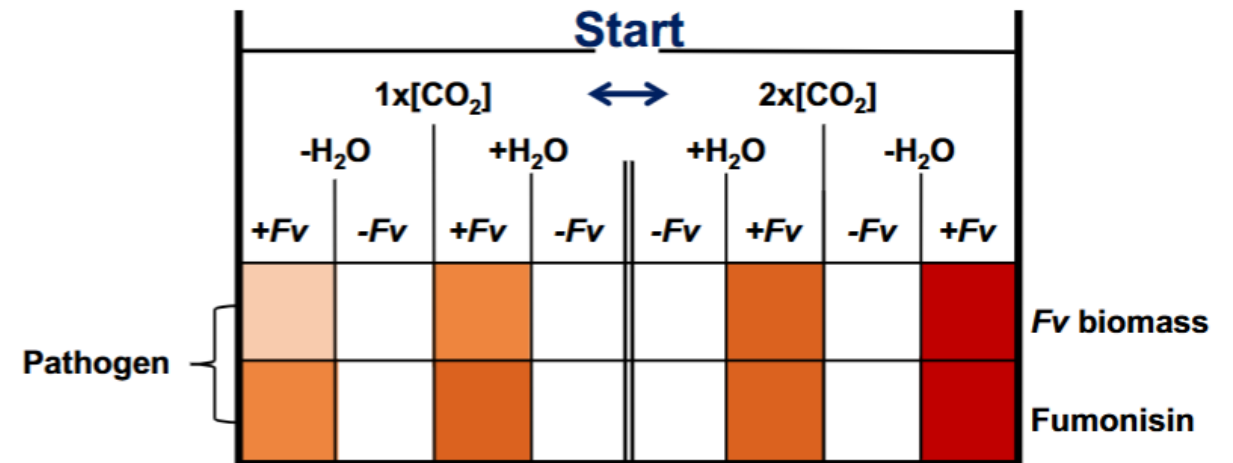 Start
1x[CO₂] 2x[CO₂]
-H₂O +H₂O +H₂O -H₂O
+Fv -Fv +Fv -Fv -Fv +Fv -Fv +Fv
Fv biomass
Pathogen
Fumonisin